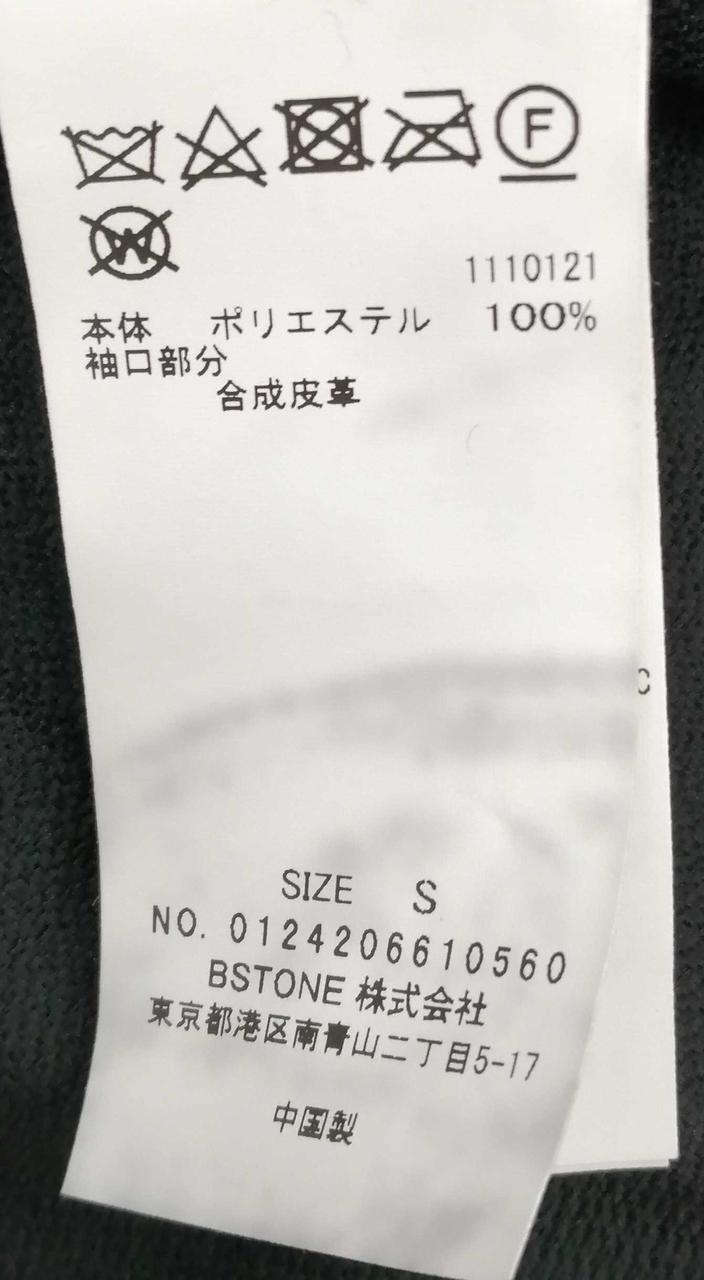 F
W
1110121
本体 ポリエステル 100%
袖口部分
合成皮革
C
SIZE S
NO. 0124206610560
BSTONE 株式会社
東京都港区南青山二丁目5-17
中国製